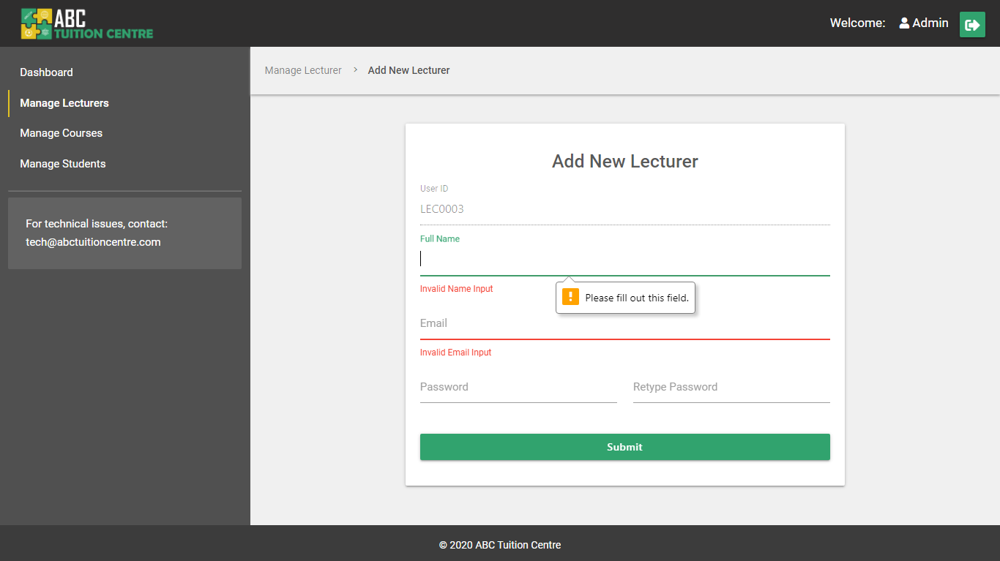 ABC
TUITION CENTRE
Welcome: Admin
Dashboard
Manage Lecturers
Manage Courses
Manage Students
For technical issues, contact:
tech@abctuitioncentre.com
Manage Lecturer > Add New Lecturer
Add New Lecturer
User ID
LEC0003
Full Name
Invalid Name Input
Please fill out this field.
Email
Invalid Email Input
Password Retype Password
Submit
© 2020 ABC Tuition Centre